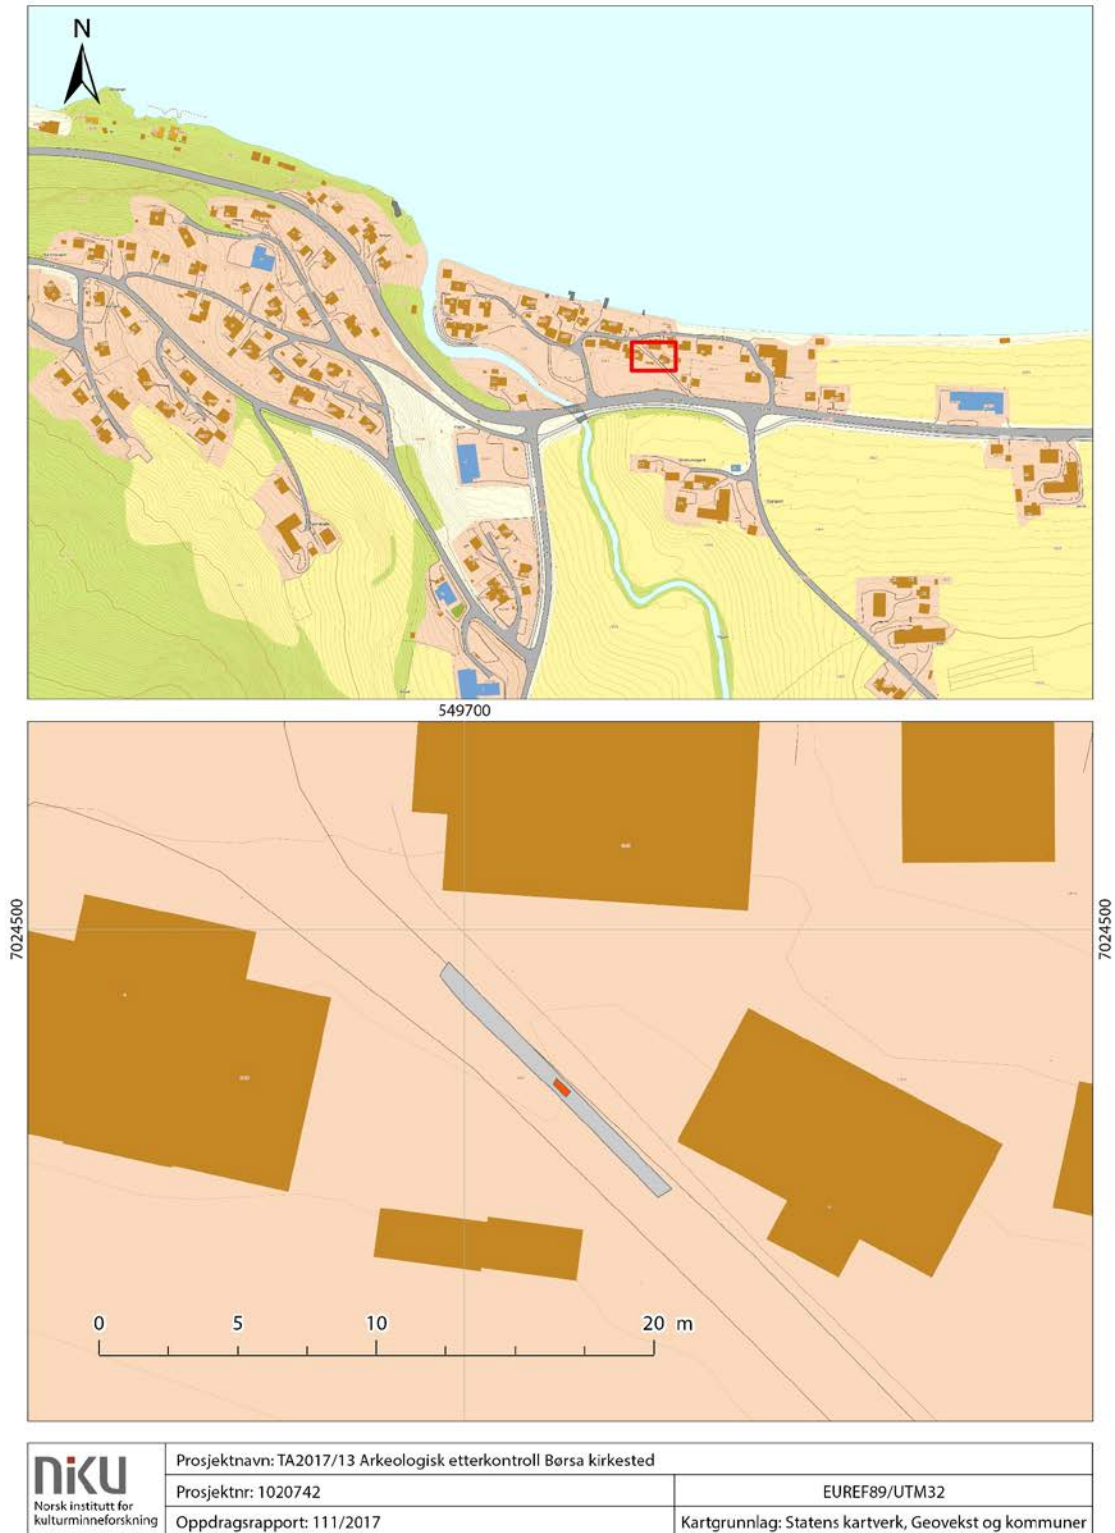 N
549700
7024500
7024500
0 5 10 20 m
niku
Norsk institutt for
kulturminneforskning
Prosjektnavn: TA2017/13 Arkeologisk etterkontroll Børsa kirkested
Prosjektnr: 1020742
EUREF89/UTM32
Oppdragsrapport: 111/2017
Kartgrunnlag: Statens kartverk, Geovekst og kommuner